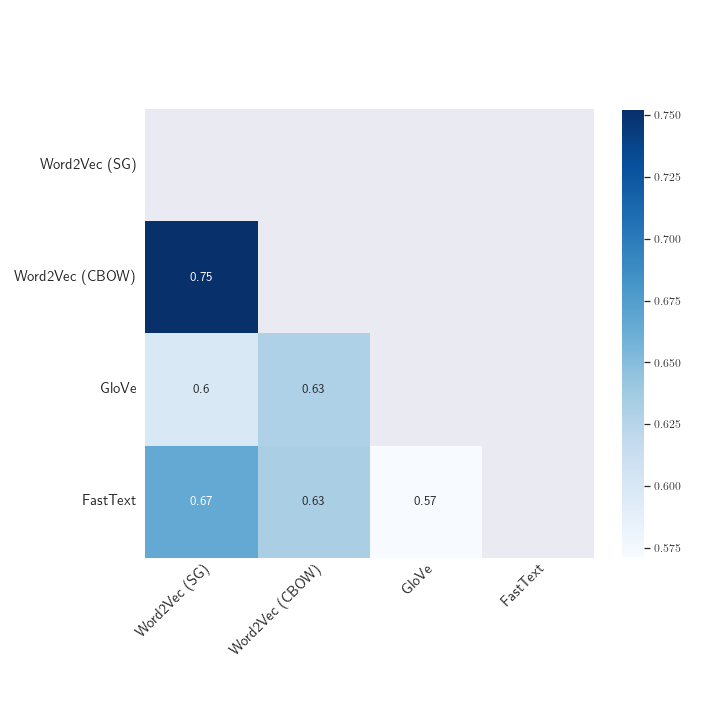 0.750
Word2Vec (SG)
0.725
0.700
Word2Vec (CBOW)
0.75
0.675
0.650
GloVe
0.6
0.63
0.625
0.600
FastText
0.67
0.63
0.57
0.575
Word2Vec (SG)
Word2Vec (CBOW)
GloVe
FastText